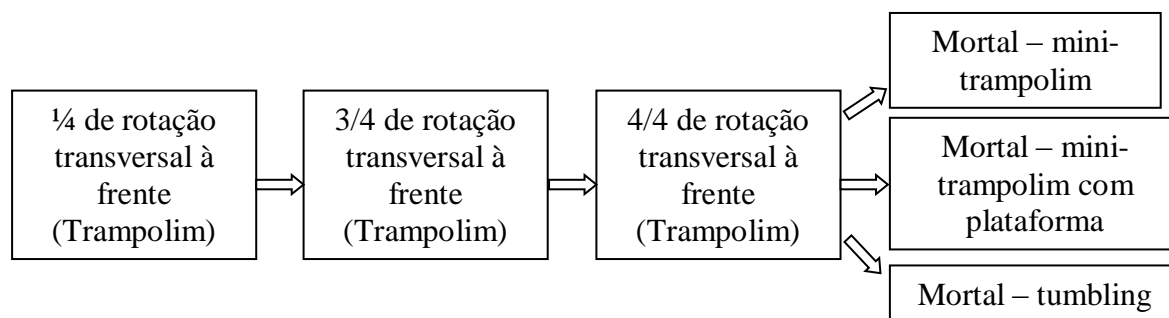 ¼ de rotação
transversal à
frente
(Trampolim)
3/4 de rotação
transversal à
frente
(Trampolim)
4/4 de rotação
transversal à
frente
(Trampolim)
Mortal – mini-
trampolim
Mortal – mini-
trampolim com
plataforma
Mortal – tumbling